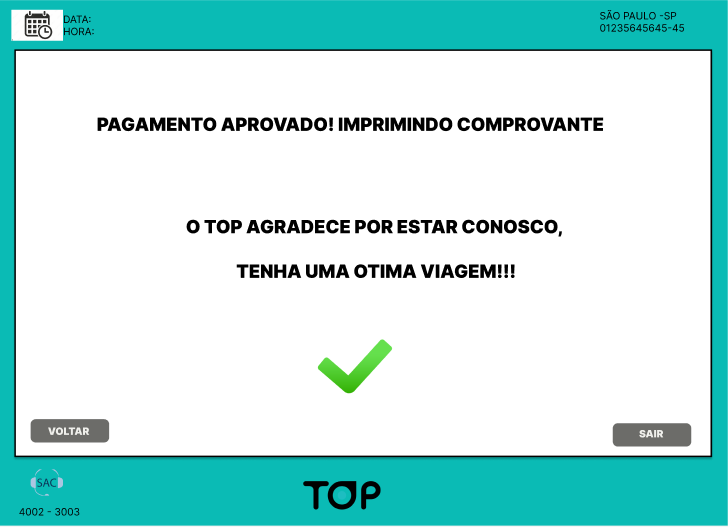 DATA:
HORA:
SÃO PAULO -SP
01235645645-45
PAGAMENTO APROVADO! IMPRIMINDO COMPROVANTE
O TOP AGRADECE POR ESTAR CONOSCO,
TENHA UMA OTIMA VIAGEM!!!
VOLTAR
SAIR
SAC
4002 - 3003
TOP